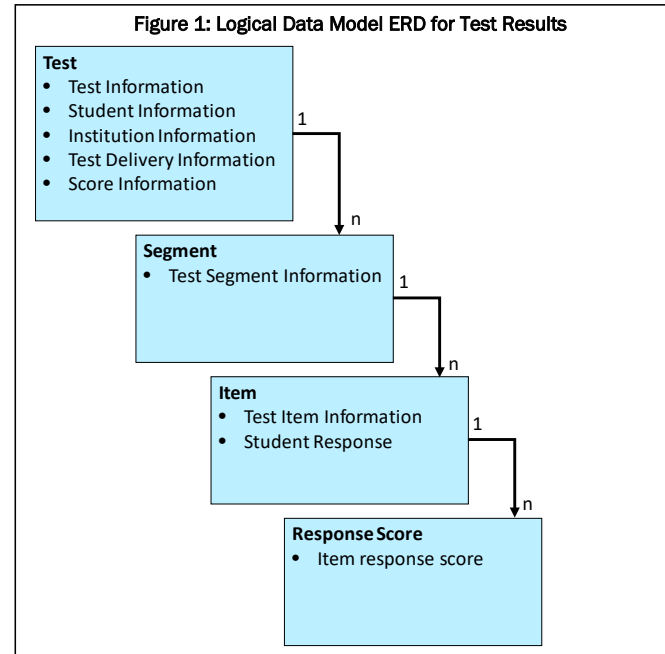 Figure 1: Logical Data Model ERD for Test Results
Test
• Test Information
• Student Information
• Institution Information
• Test Delivery Information
• Score Information
1
n
Segment
• Test Segment Information
1
n
Item
• Test Item Information
• Student Response
1
n
Response Score
• Item response score